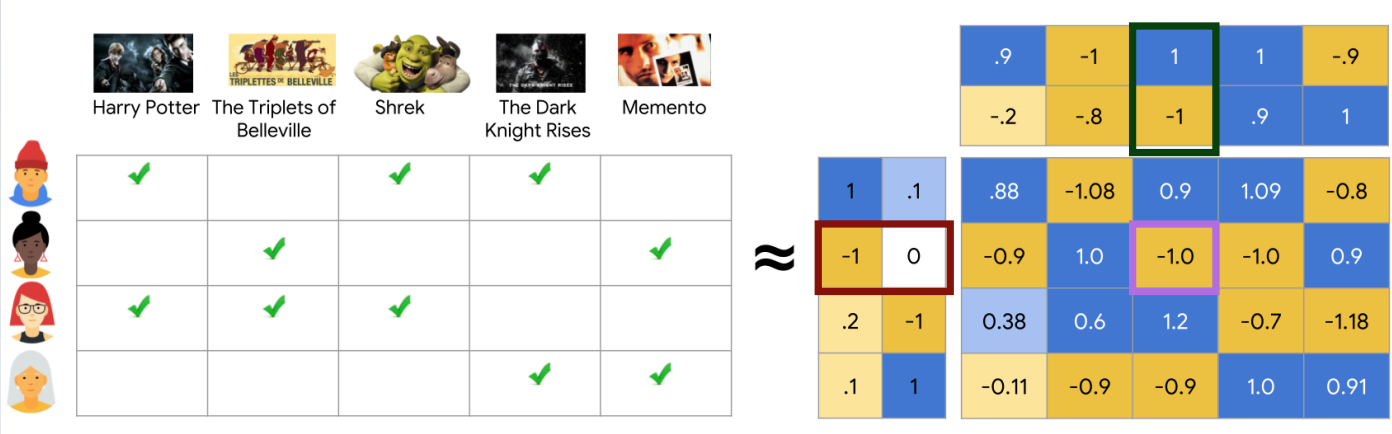 LES
TRIPLETTES DE BELLEVILLE
THE DARK KNIGHT RISES
Harry Potter
The Triplets of
Belleville
Shrek
The Dark
Knight Rises
Memento
.9 -1 1 1 -.9
-.2 -.8 -1 .9 1
≈
1 .1
-1 0
.2 -1
.1 1
.88 -1.08 0.9 1.09 -0.8
-0.9 1.0 -1.0 -1.0 0.9
0.38 0.6 1.2 -0.7 -1.18
-0.11 -0.9 -0.9 1.0 0.91